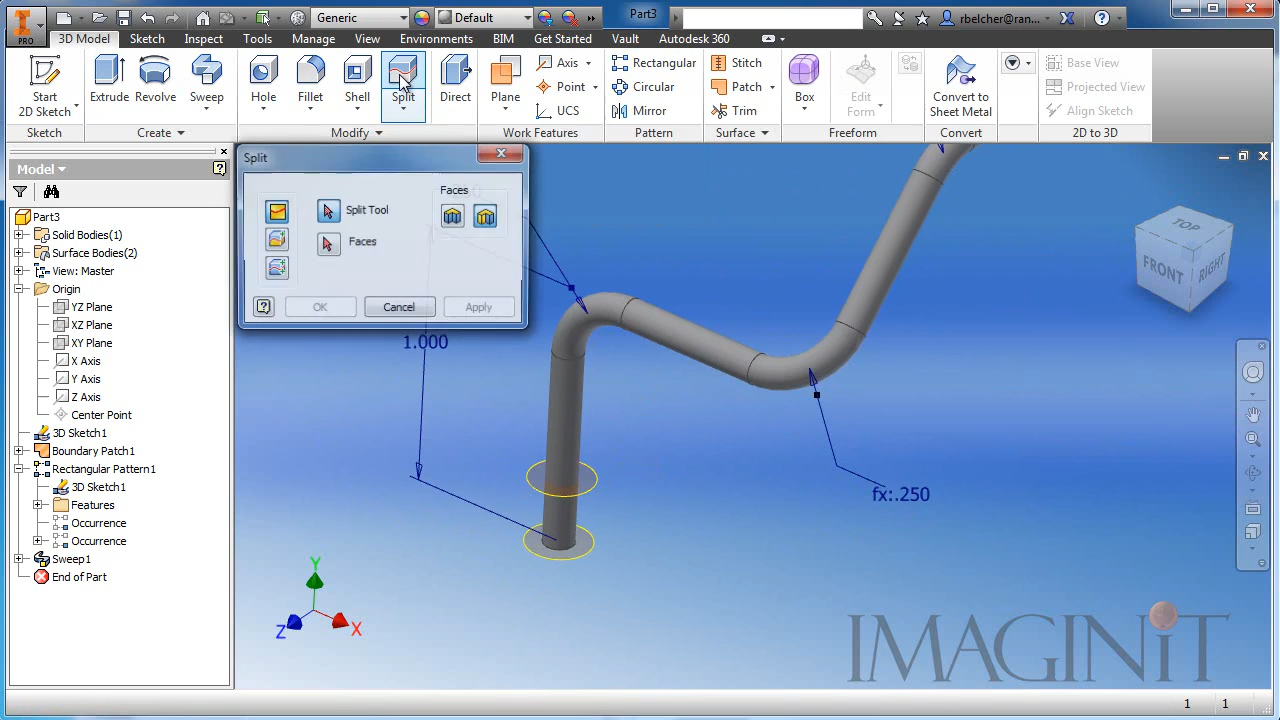 PRO
Generic
Default
Part3
rbelcher@ran...
3D Model
Sketch
Inspect
Tools
Manage
View
Environments
BIM
Get Started
Vault
Autodesk 360
Start
2D Sketch
Extrude
Revolve
Sweep
Hole
Fillet
Shell
Split
Direct
Plane
Axis
Point
UCS
Rectangular
Circular
Mirror
Stitch
Patch
Trim
Box
Edit
Form
Convert to
Sheet Metal
Base View
Projected View
Align Sketch
Sketch
Create
Modify
Work Features
Pattern
Surface
Freeform
Convert
2D to 3D
Model
Part3
Solid Bodies(1)
Surface Bodies(2)
View: Master
Origin
YZ Plane
XZ Plane
XY Plane
X Axis
Y Axis
Z Axis
Center Point
3D Sketch1
Boundary Patch1
Rectangular Pattern1
3D Sketch1
Features
Occurrence
Occurrence
Sweep1
End of Part
Split
Split Tool
Faces
Faces
OK
Cancel
Apply
1.000
fx:.250
TOP
FRONT
RIGHT
Y
Z
X
IMAGINiT
1 1